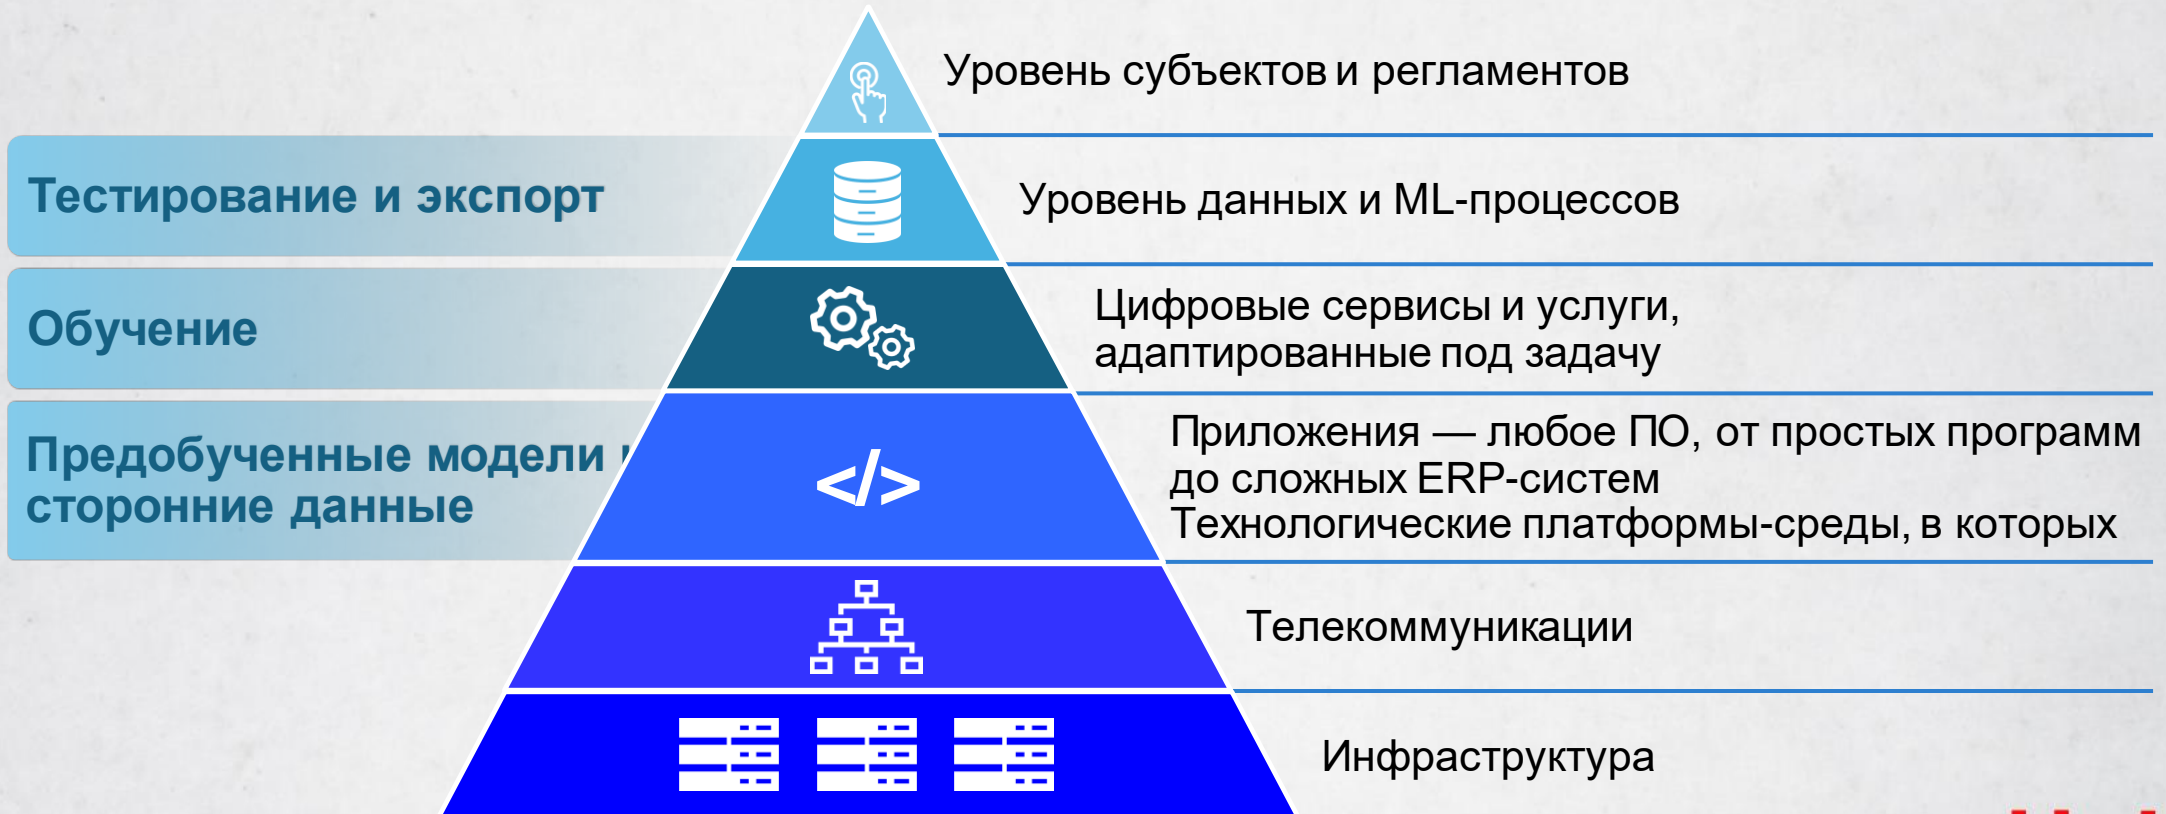 Уровень субъектов и регламентов
Тестирование и экспорт
Уровень данных и ML-процессов
Обучение
Цифровые сервисы и услуги,
адаптированные под задачу
Предобученные модели
сторонние данные
</>
Приложения — любое ПО, от простых программ
до сложных ERP-систем
Технологические платформы-среды, в которых
Телекоммуникации
Инфраструктура